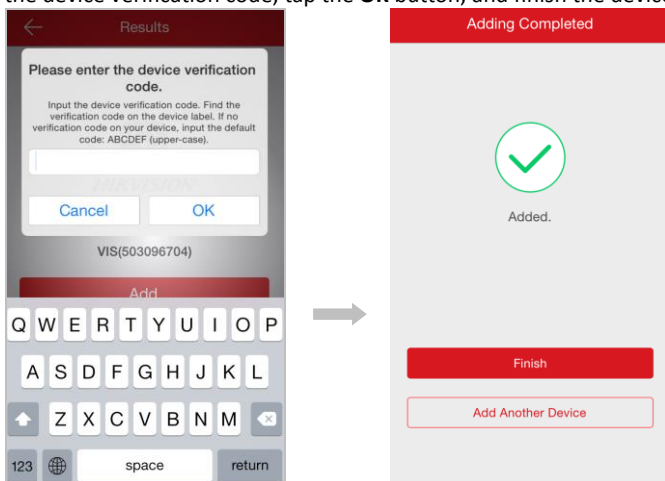 the device verification code, tap the OK button, and finish the device
Results
Please enter the device verification
code.
Input the device verification code. Find the
verification code on the device label. If no
verification code on your device, input the default
code: ABCDEF (upper-case).
HIKVISION
Cancel OK
VIS(503096704)
Add
Q W E R T Y U I O P
A S D F G H J K L
Z X C V B N M
123 space return
Adding Completed
Added.
Finish
Add Another Device